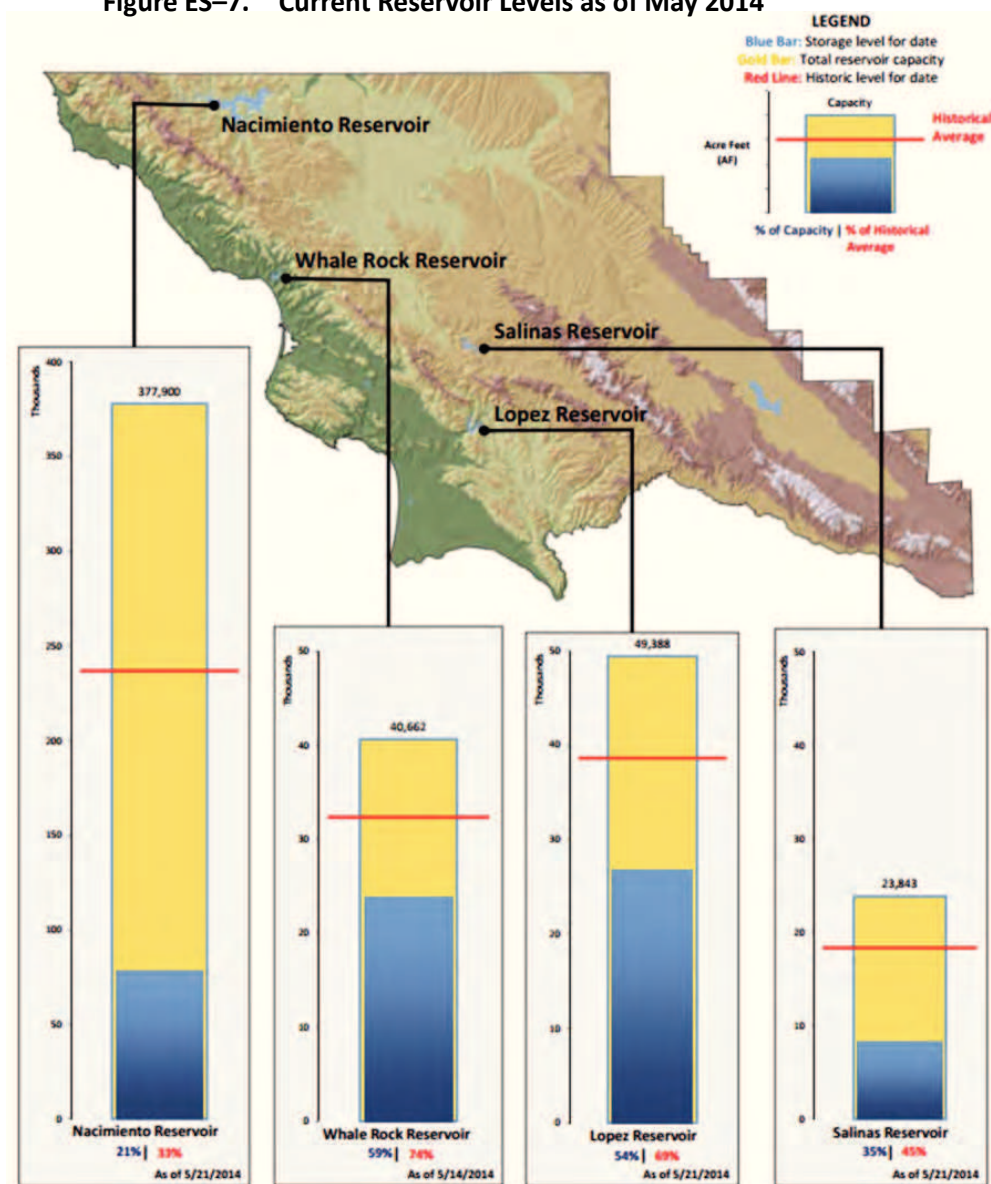 Figure ES–7. Current Reservoir Levels as of May 2014
LEGEND
Blue Bar: Storage level for date
Gold Bar: Total reservoir capacity
Red Line: Historic level for date
Capacity
Historical
Average
Acre Feet
(AF)
% of Capacity | % of Historical
Average
Nacimiento Reservoir
Whale Rock Reservoir
Salinas Reservoir
Lopez Reservoir
Thousands
400
377,900
350
300
250
200
150
100
50
0
Nacimiento Reservoir
21% | 33%
As of 5/21/2014
Thousands
50
40,662
40
30
20
10
0
Whale Rock Reservoir
59% | 74%
As of 5/14/2014
Thousands
50
49,388
40
30
20
10
0
Lopez Reservoir
54% | 69%
As of 5/21/2014
Thousands
50
40
30
23,843
20
10
0
Salinas Reservoir
35% | 45%
As of 5/21/2014